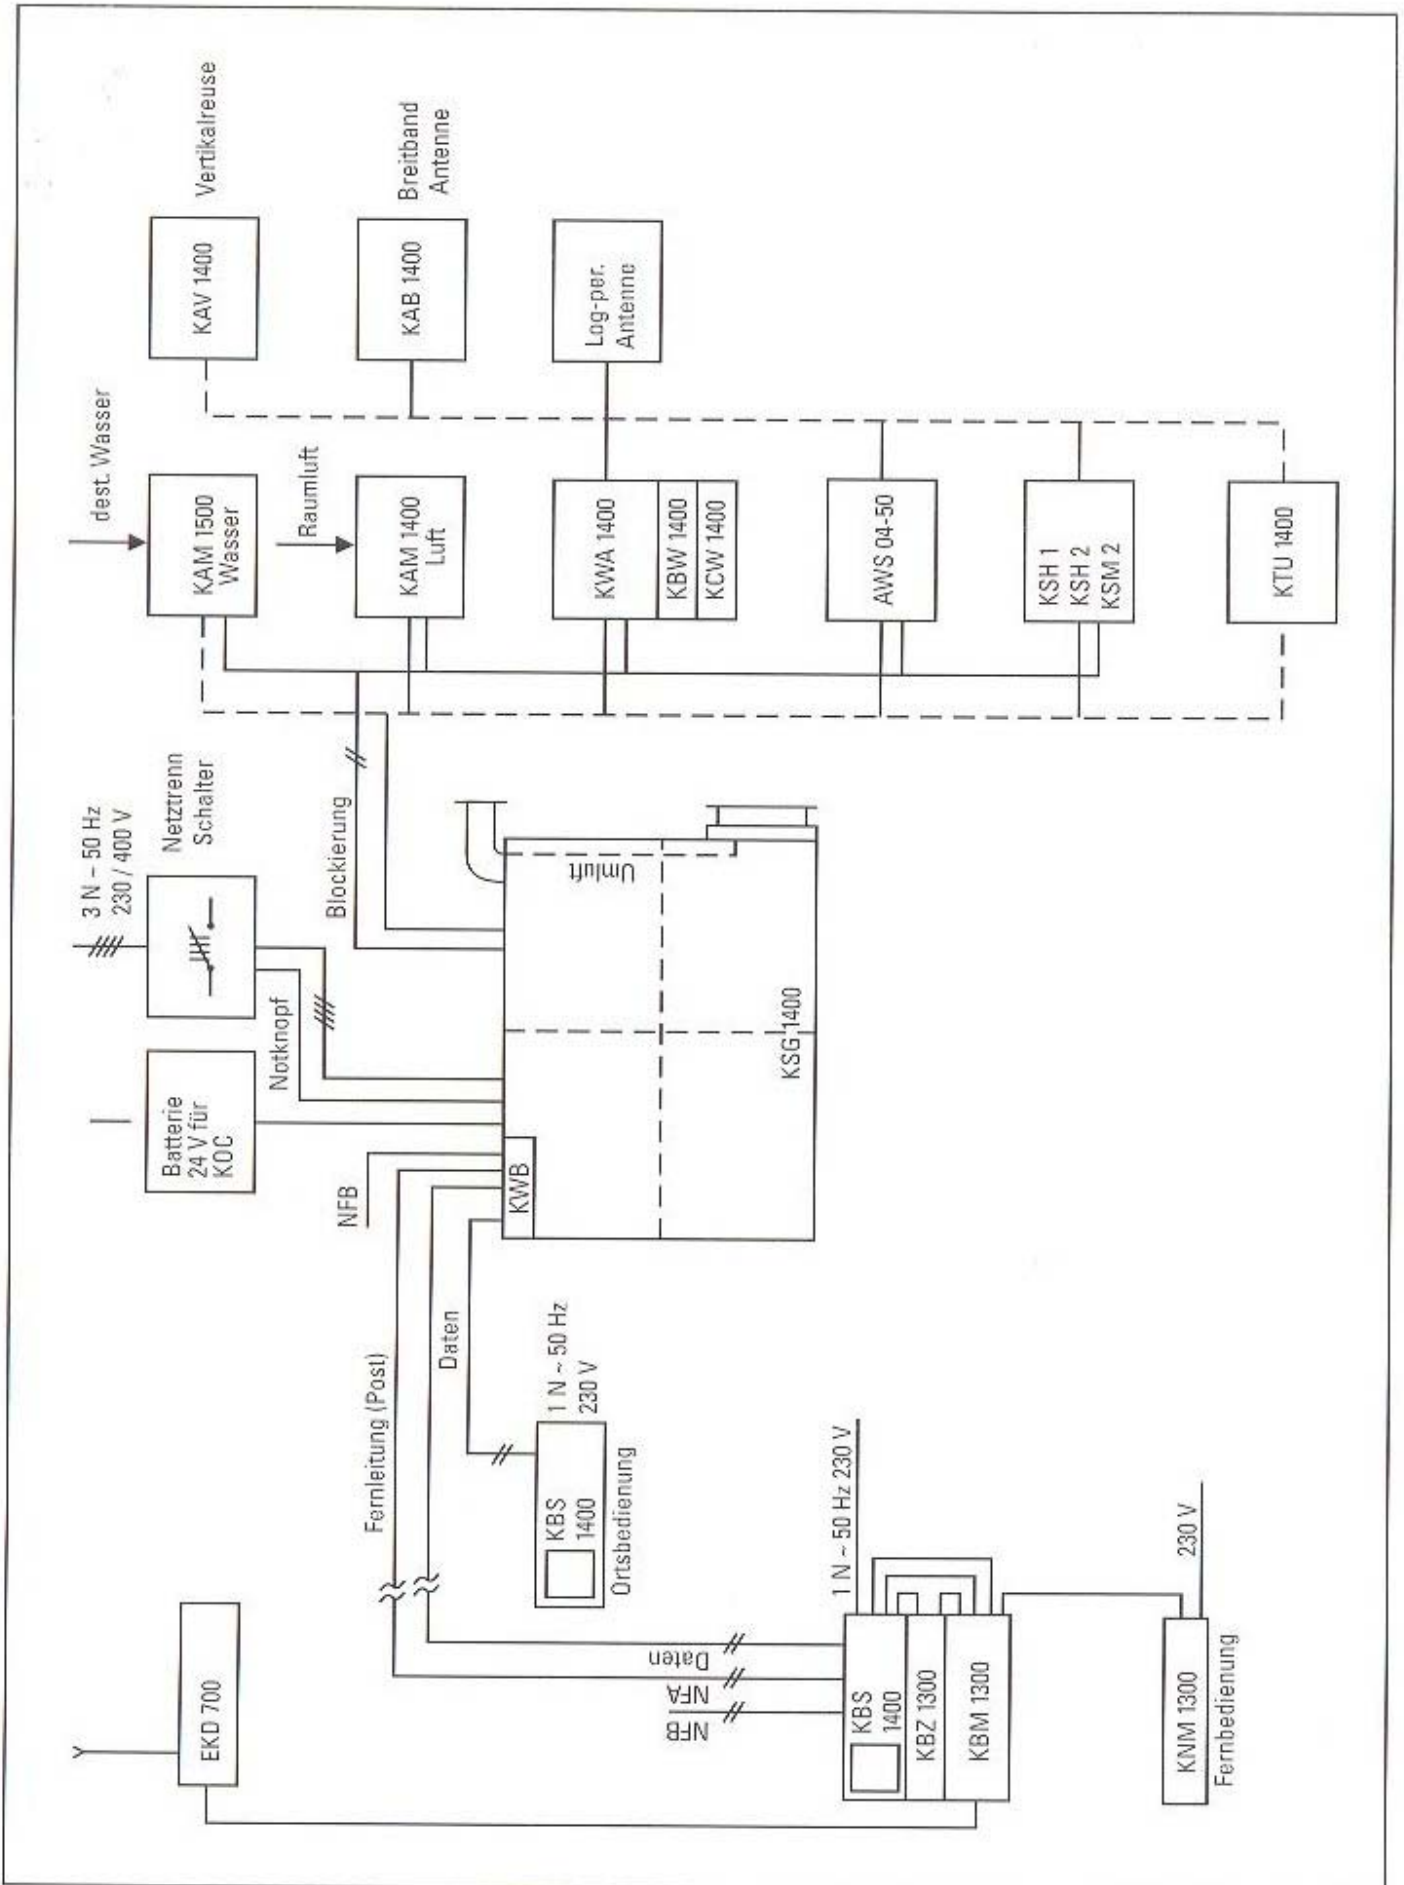 EKD 700
Fernleitung (Post)
NFB
Batterie
24 V für
KOC
Notknopf
3 N ~ 50 Hz
230 / 400 V
Netztrenn
Schalter
dest. Wasser
KAM 1500
Wasser
KAV 1400
Vertikalreuse
Raumluft
KAM 1400
Luft
KAB 1400
Breitband
Antenne
Blockierung
Daten
KWB
Umluft
KSG 1400
KWA 1400
KBW 1400
KCW 1400
Log-per.
Antenne
1 N ~ 50 Hz
230 V
KBS
1400
Ortsbedienung
NFB
NFA
Daten
1 N ~ 50 Hz 230 V
KBS
1400
KBZ 1300
KBM 1300
AWS 04-50
KSH 1
KSH 2
KSM 2
KTU 1400
230 V
KNM 1300
Fernbedienung